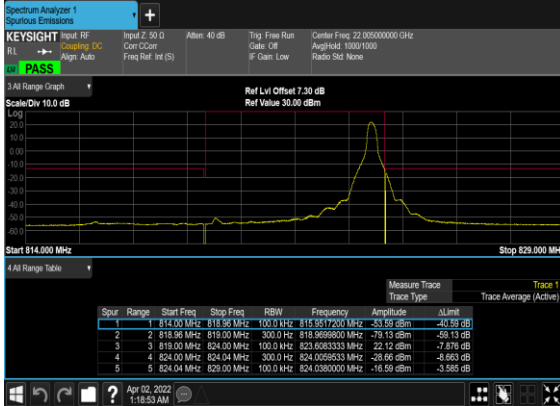 Spectrum Analyzer 1
Spurious Emissions
+
KEYSIGHT Input: RF Input Z: 50 Ω Atten: 40 dB Trig: Free Run Center Freq: 22.005000000 GHz
RL Coupling: DC Corr CCorr Gate: Off Avg|Hold: 1000/1000
Align: Auto Freq Ref: Int (S) IF Gain: Low Radio Std: None
PASS
3 All Range Graph
Ref Lvl Offset 7.30 dB
Scale/Div 10.0 dB Ref Value 30.00 dBm
Log
20.0
10.0
0.00
-10.0
-20.0
-30.0
-40.0
-50.0
-60.0
Start 814.000 MHz Stop 829.000 MH
4 All Range Table
Measure Trace Trace 1
Trace Type Trace Average (Active)
Spur Range Start Freq Stop Freq RBW Frequency Amplitude ΔLimit
1 1 814.00 MHz 818.96 MHz 100.0 kHz 815.9517200 MHz -53.59 dBm -40.59 dB
2 2 818.96 MHz 819.00 MHz 300.0 Hz 818.9699800 MHz -79.13 dBm -59.13 dB
3 3 819.00 MHz 824.00 MHz 100.0 kHz 823.6083333 MHz 22.12 dBm -7.876 dB
4 4 824.00 MHz 824.04 MHz 300.0 Hz 824.0059533 MHz -28.66 dBm -8.663 dB
5 5 824.04 MHz 829.00 MHz 100.0 kHz 824.0380000 MHz -16.59 dBm -3.585 dB
? Apr 02, 2022
1:18:53 AM